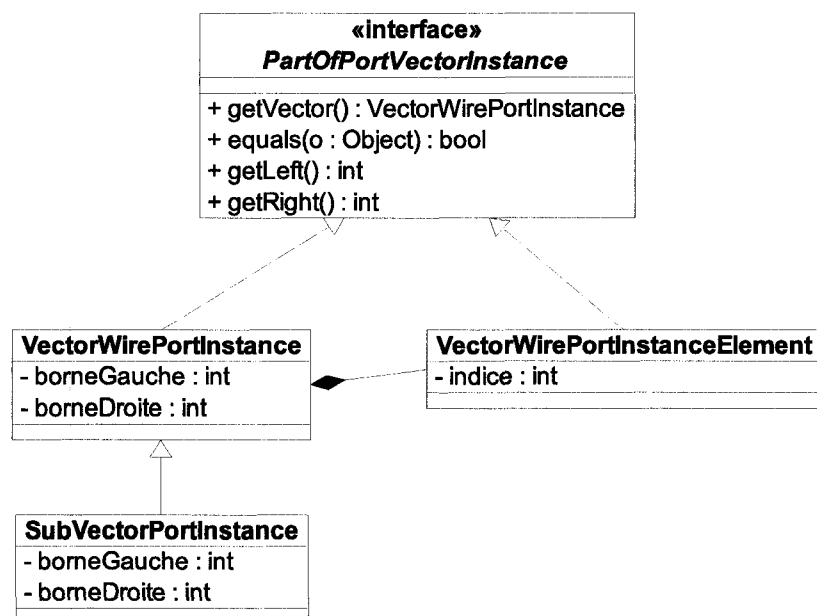 «interface»
PartOfPortVectorInstance
+ getVector() : VectorWirePortInstance
+ equals(o : Object) : bool
+ getLeft() : int
+ getRight() : int
VectorWirePortInstance
- borneGauche : int
- borneDroite : int
VectorWirePortInstanceElement
- indice : int
SubVectorPortInstance
- borneGauche : int
- borneDroite : int